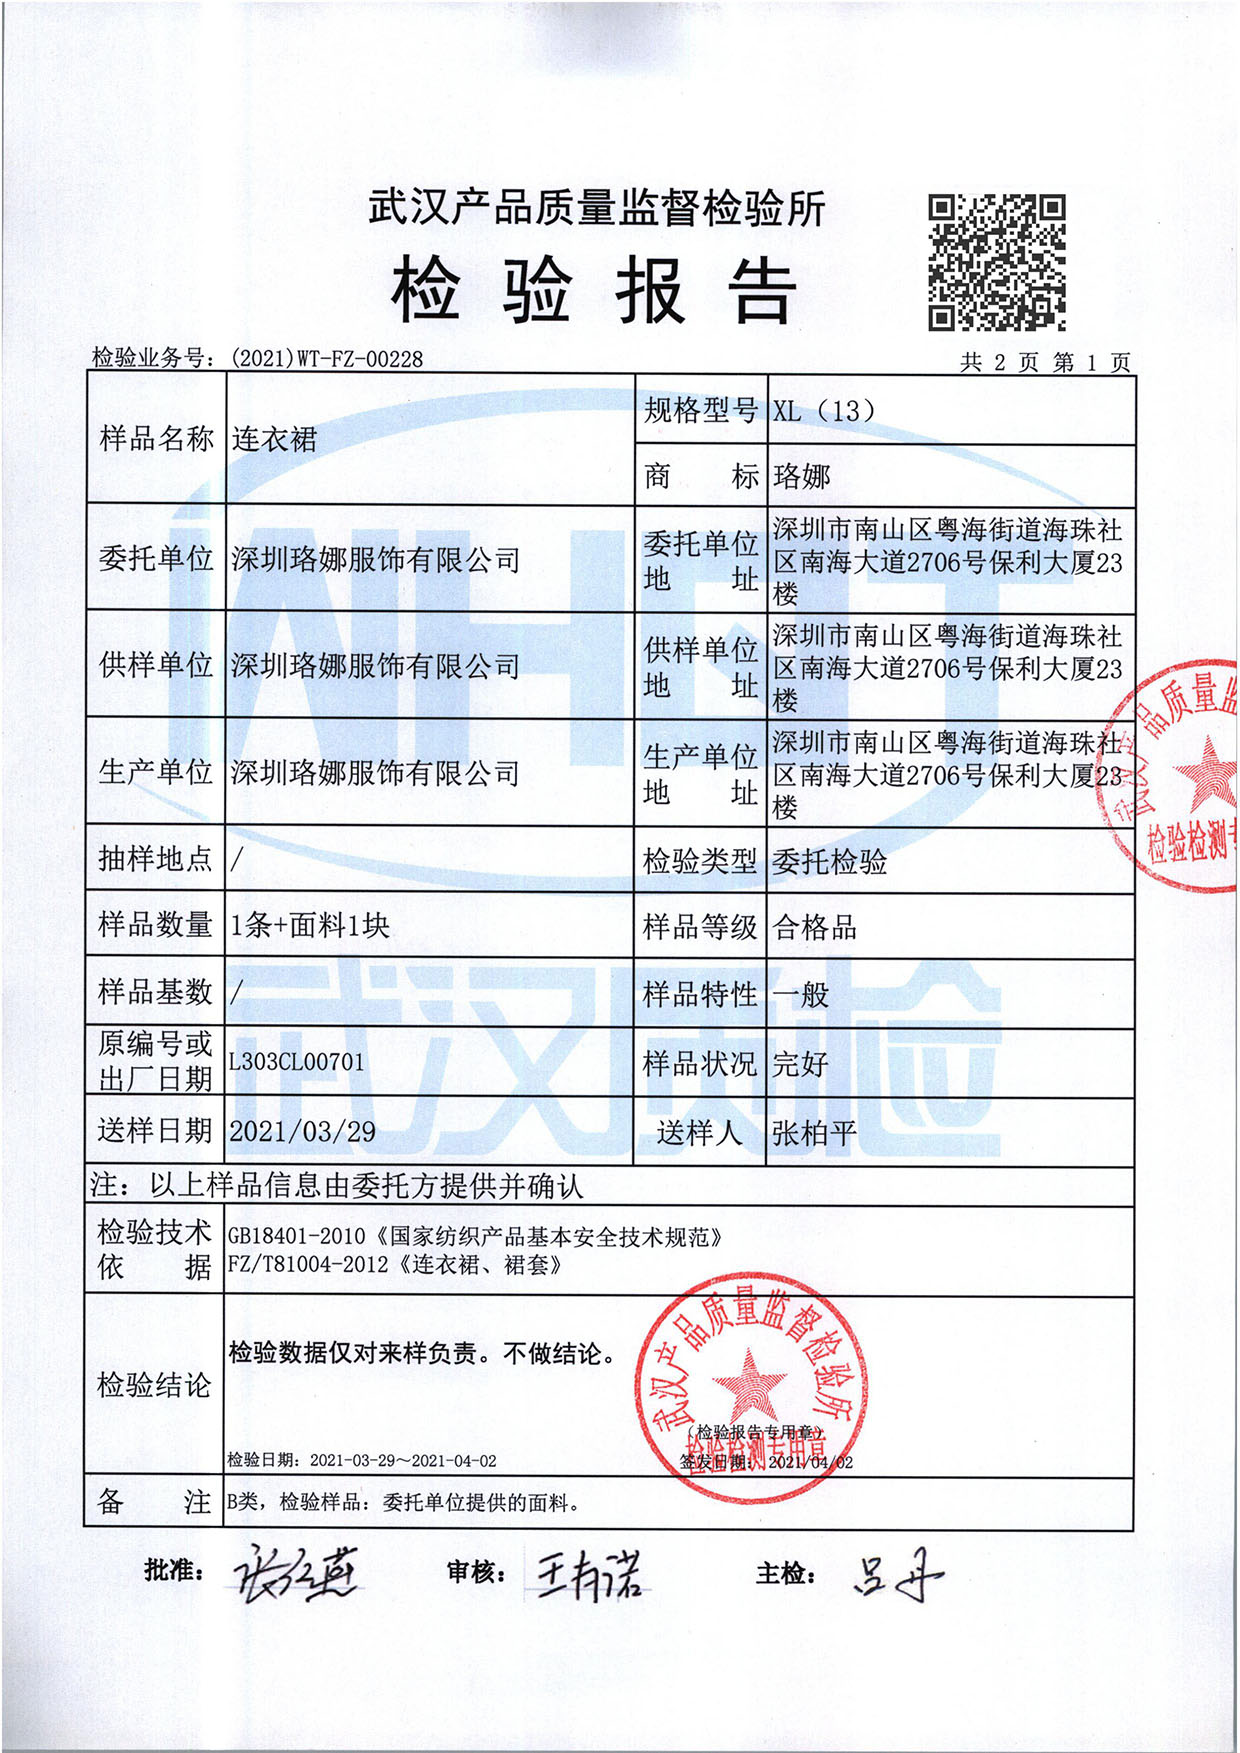 武汉产品质量监督检验所
检验报告
检验业务号：(2021)WT-FZ-00228
共 2 页 第 1 页
样品名称 连衣裙
规格型号 XL（13）
商标 珞娜
委托单位 深圳珞娜服饰有限公司
委托单位地址 深圳市南山区粤海街道海珠社
区南海大道2706号保利大厦23
楼
供样单位 深圳珞娜服饰有限公司
供样单位地址 深圳市南山区粤海街道海珠社
区南海大道2706号保利大厦23
楼
生产单位 深圳珞娜服饰有限公司
生产单位地址 深圳市南山区粤海街道海珠社
区南海大道2706号保利大厦23
楼
抽样地点 / 检验类型 委托检验
样品数量 1条+面料1块 样品等级 合格品
样品基数 / 样品特性 一般
原编号或
出厂日期 L303CL00701 样品状况 完好
送样日期 2021/03/29 送样人 张柏平
注：以上样品信息由委托方提供并确认
检验技术
依据
GB18401-2010《国家纺织产品基本安全技术规范》
FZ/T81004-2012《连衣裙、裙套》
检验结论
检验数据仅对来样负责。不做结论。
（检验报告专用章）
检验日期：2021-03-29～2021-04-02
签发日期：2021/04/02
备注 B类，检验样品：委托单位提供的面料。
批准：
审核：王有诺
主检：吕丹
武汉产品质量监督检验所
检验检测专用章
武汉产品质量监
检验检测专
WHQIT
武汉质检